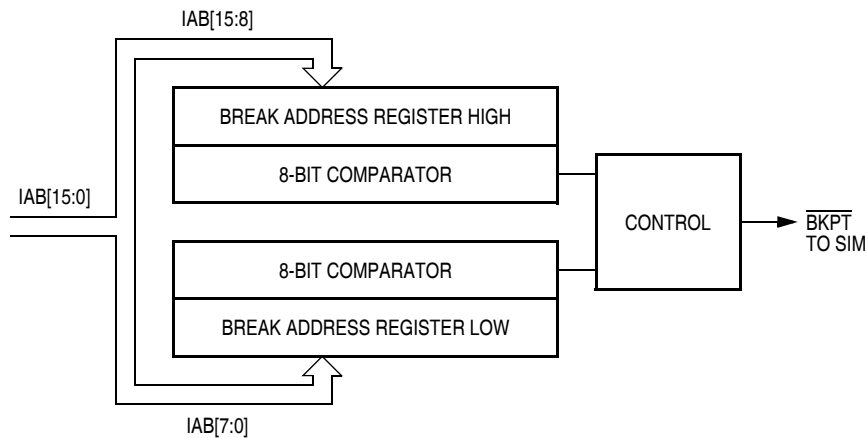 IAB[15:8]
BREAK ADDRESS REGISTER HIGH
8-BIT COMPARATOR
IAB[15:0]
CONTROL
BKPT
TO SIM
8-BIT COMPARATOR
BREAK ADDRESS REGISTER LOW
IAB[7:0]